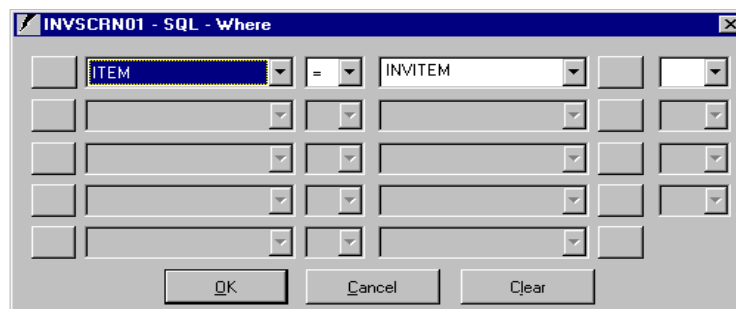 INVSCRN01 - SQL - Where
ITEM = INVITEM
OK Cancel Clear